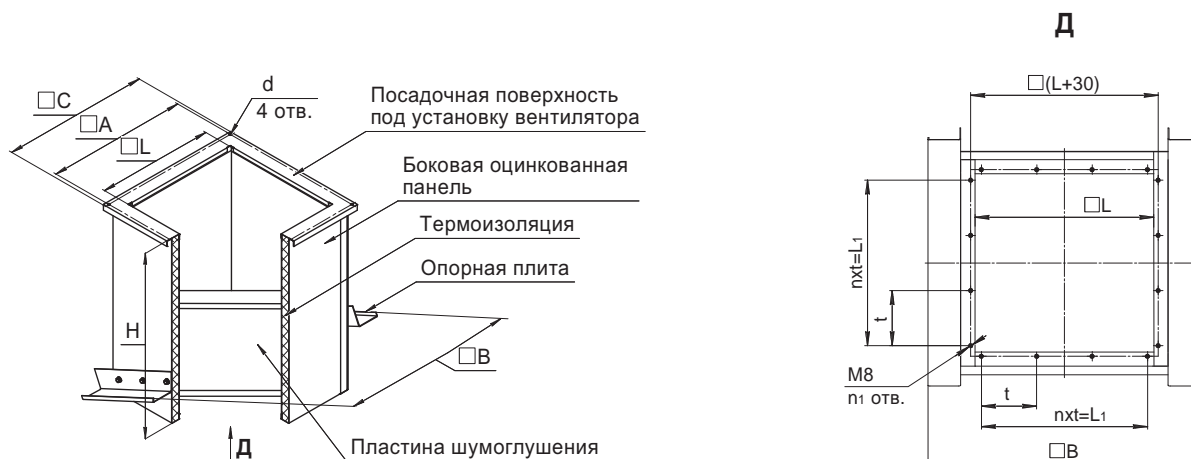 □C
□A
□L
d
4 отв.
Посадочная поверхность
под установку вентилятора
Боковая оцинкованная
панель
Термоизоляция
Опорная плита
H
□B
Д
Пластина шумоглушения
Д
□(L+30)
□L
nxt=L1
t
M8
n1 отв.
t
nxt=L1
□B